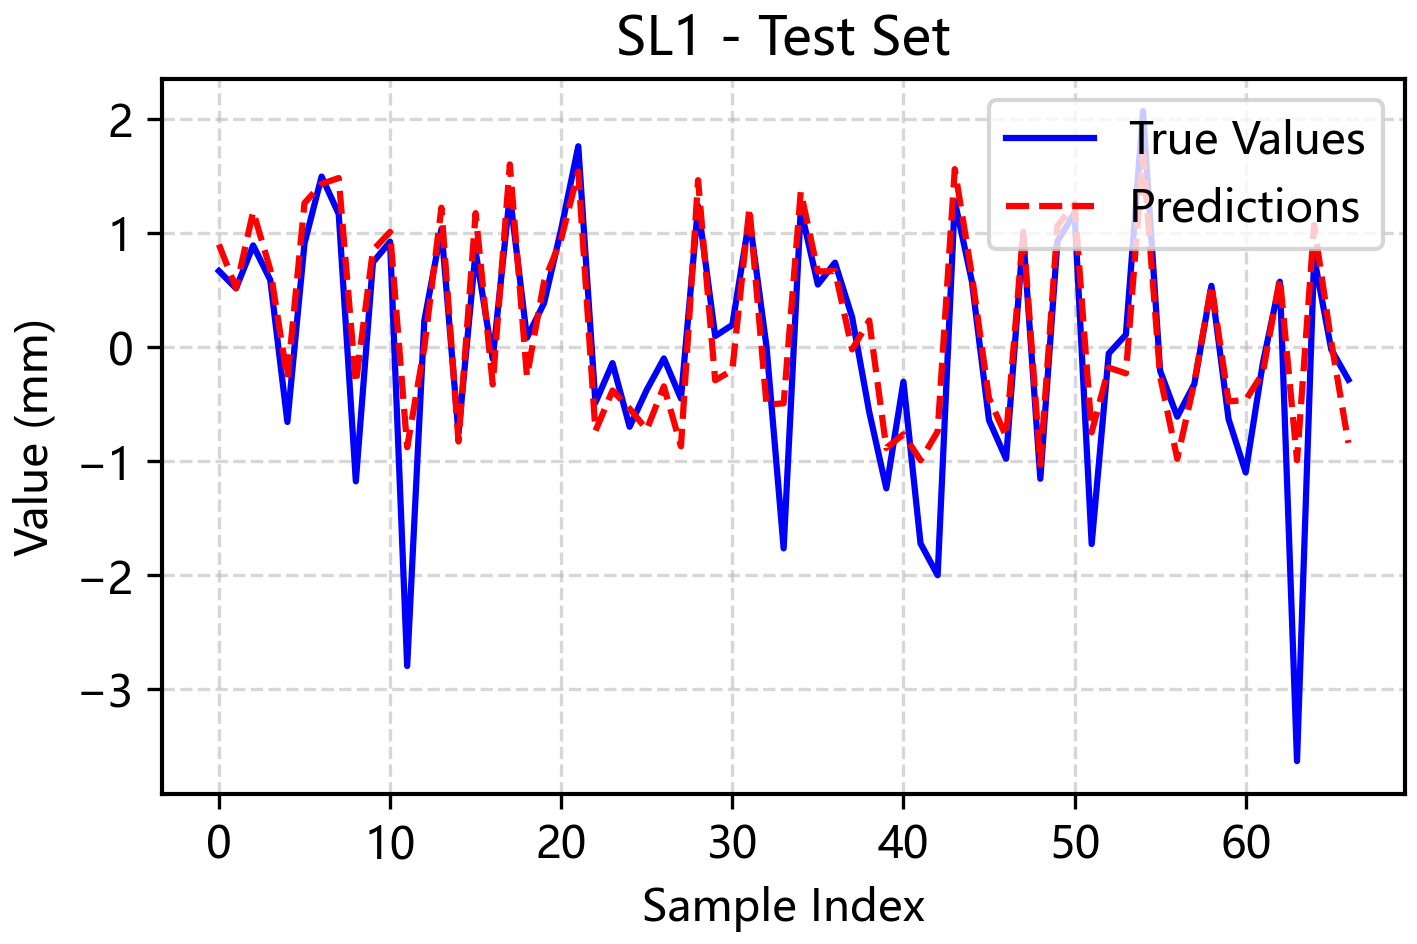 SL1 - Test Set
True Values
Predictions
2
1
0
−1
−2
−3
Value (mm)
0 10 20 30 40 50 60
Sample Index